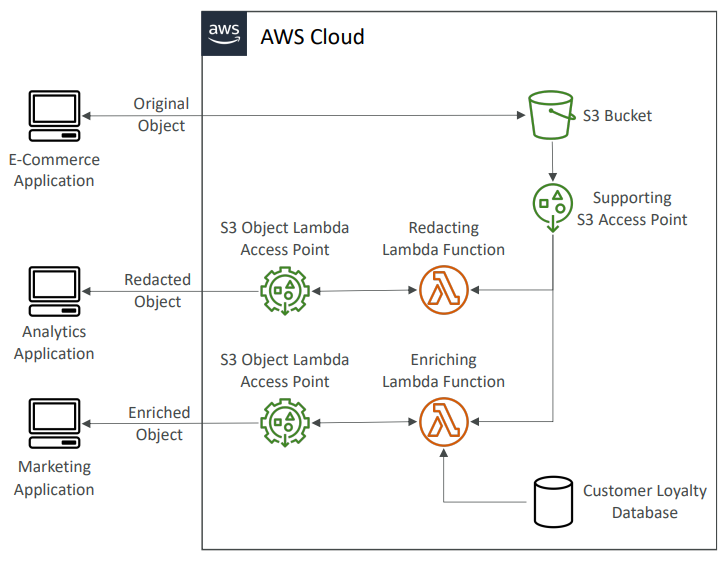 aws
AWS Cloud
Original
Object
S3 Bucket
E-Commerce
Application
Supporting
S3 Access Point
S3 Object Lambda
Access Point
Redacting
Lambda Function
Redacted
Object
Analytics
Application
S3 Object Lambda
Access Point
Enriching
Lambda Function
Enriched
Object
Marketing
Application
Customer Loyalty
Database